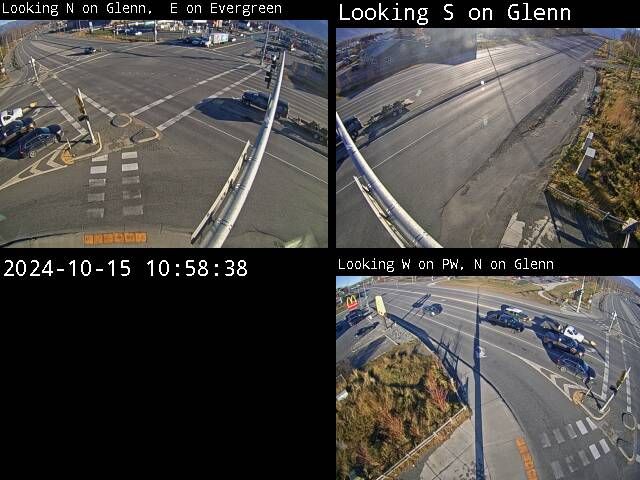 Looking N on Glenn, E on Evergreen
Looking S on Glenn
2024-10-15 10:58:38
Looking W on PW, N on Glenn